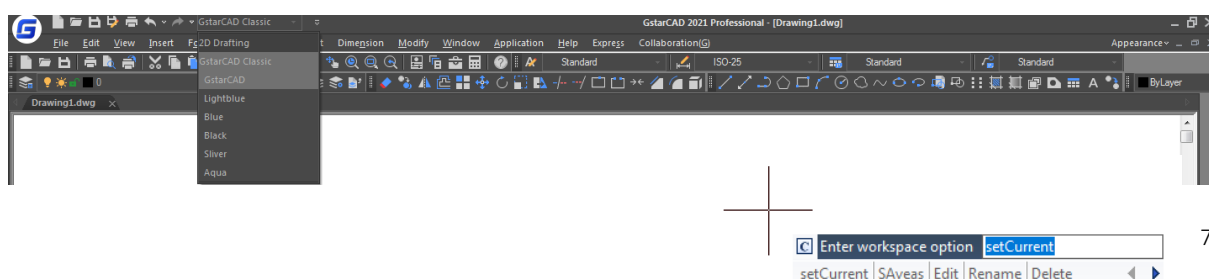 GstarCAD Classic
GstarCAD 2021 Professional - [Drawing1.dwg]
File Edit View Insert 2D Drafting Dimension Modify Window Application Help Express Collaboration(G) Appearance
GstarCAD Classic Standard ISO-25 Standard Standard
0 GstarCAD ByLayer
Drawing1.dwg Lightblue
Blue
Black
Sliver
Aqua
7
C Enter workspace option setCurrent
setCurrent SAveas Edit Rename Delete